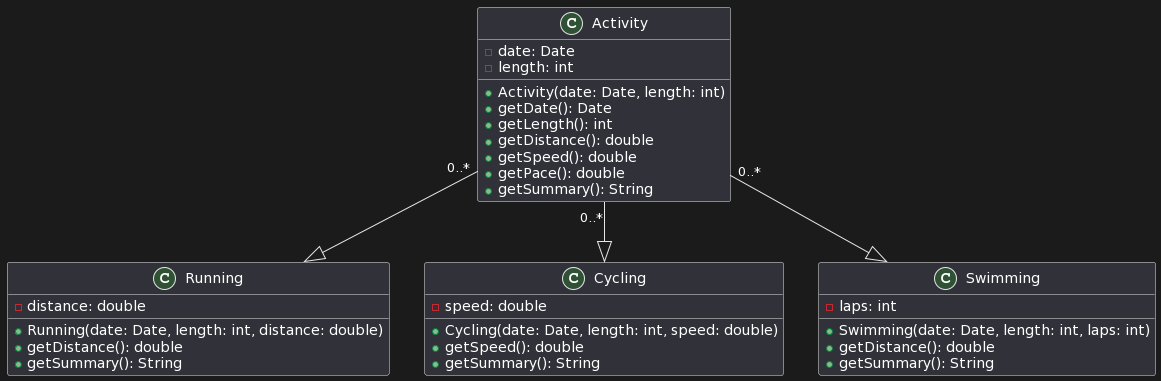 C Activity
date: Date
length: int
Activity(date: Date, length: int)
getDate(): Date
getLength(): int
getDistance(): double
getSpeed(): double
getPace(): double
getSummary(): String
0..*
0..*
0..*
C Running
distance: double
Running(date: Date, length: int, distance: double)
getDistance(): double
getSummary(): String
C Cycling
speed: double
Cycling(date: Date, length: int, speed: double)
getSpeed(): double
getSummary(): String
C Swimming
laps: int
Swimming(date: Date, length: int, laps: int)
getDistance(): double
getSummary(): String